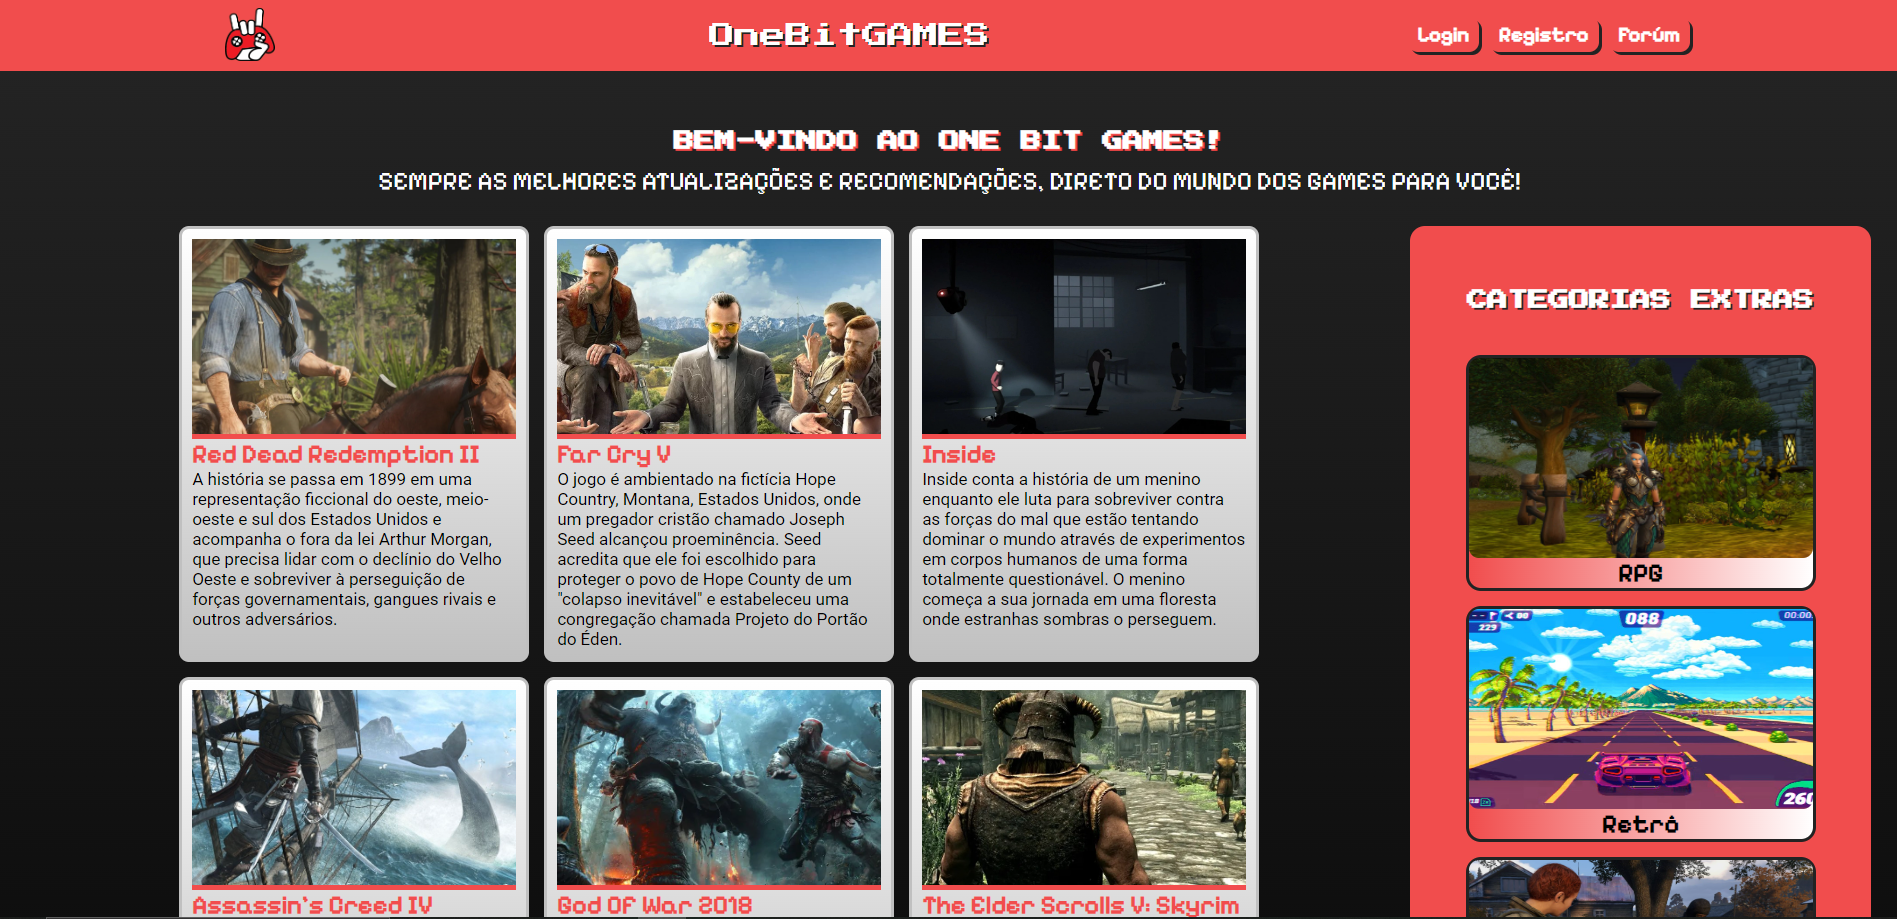 OneBitGAMES
Login
Registro
Forúm
BEM-VINDO AO ONE BIT GAMES!
SEMPRE AS MELHORES ATUALIZAÇÕES E RECOMENDAÇÕES, DIRETO DO MUNDO DOS GAMES PARA VOCÊ!
Red Dead Redemption II
A história se passa em 1899 em uma
representação ficcional do oeste, meio-
oeste e sul dos Estados Unidos e
acompanha o fora da lei Arthur Morgan,
que precisa lidar com o declínio do Velho
Oeste e sobreviver à perseguição de
forças governamentais, gangues rivais e
outros adversários.
Far Cry V
O jogo é ambientado na fictícia Hope
Country, Montana, Estados Unidos, onde
um pregador cristão chamado Joseph
Seed alcançou proeminência. Seed
acredita que ele foi escolhido para
proteger o povo de Hope County de um
"colapso inevitável" e estabeleceu uma
congregação chamada Projeto do Portão
do Éden.
Inside
Inside conta a história de um menino
enquanto ele luta para sobreviver contra
as forças do mal que estão tentando
dominar o mundo através de experimentos
em corpos humanos de uma forma
totalmente questionável. O menino
começa a sua jornada em uma floresta
onde estranhas sombras o perseguem.
Assassin's Creed IV
God Of War 2018
The Elder Scrolls V: Skyrim
CATEGORIAS EXTRAS
RPG
229
00
088
00:00
260
Retrô